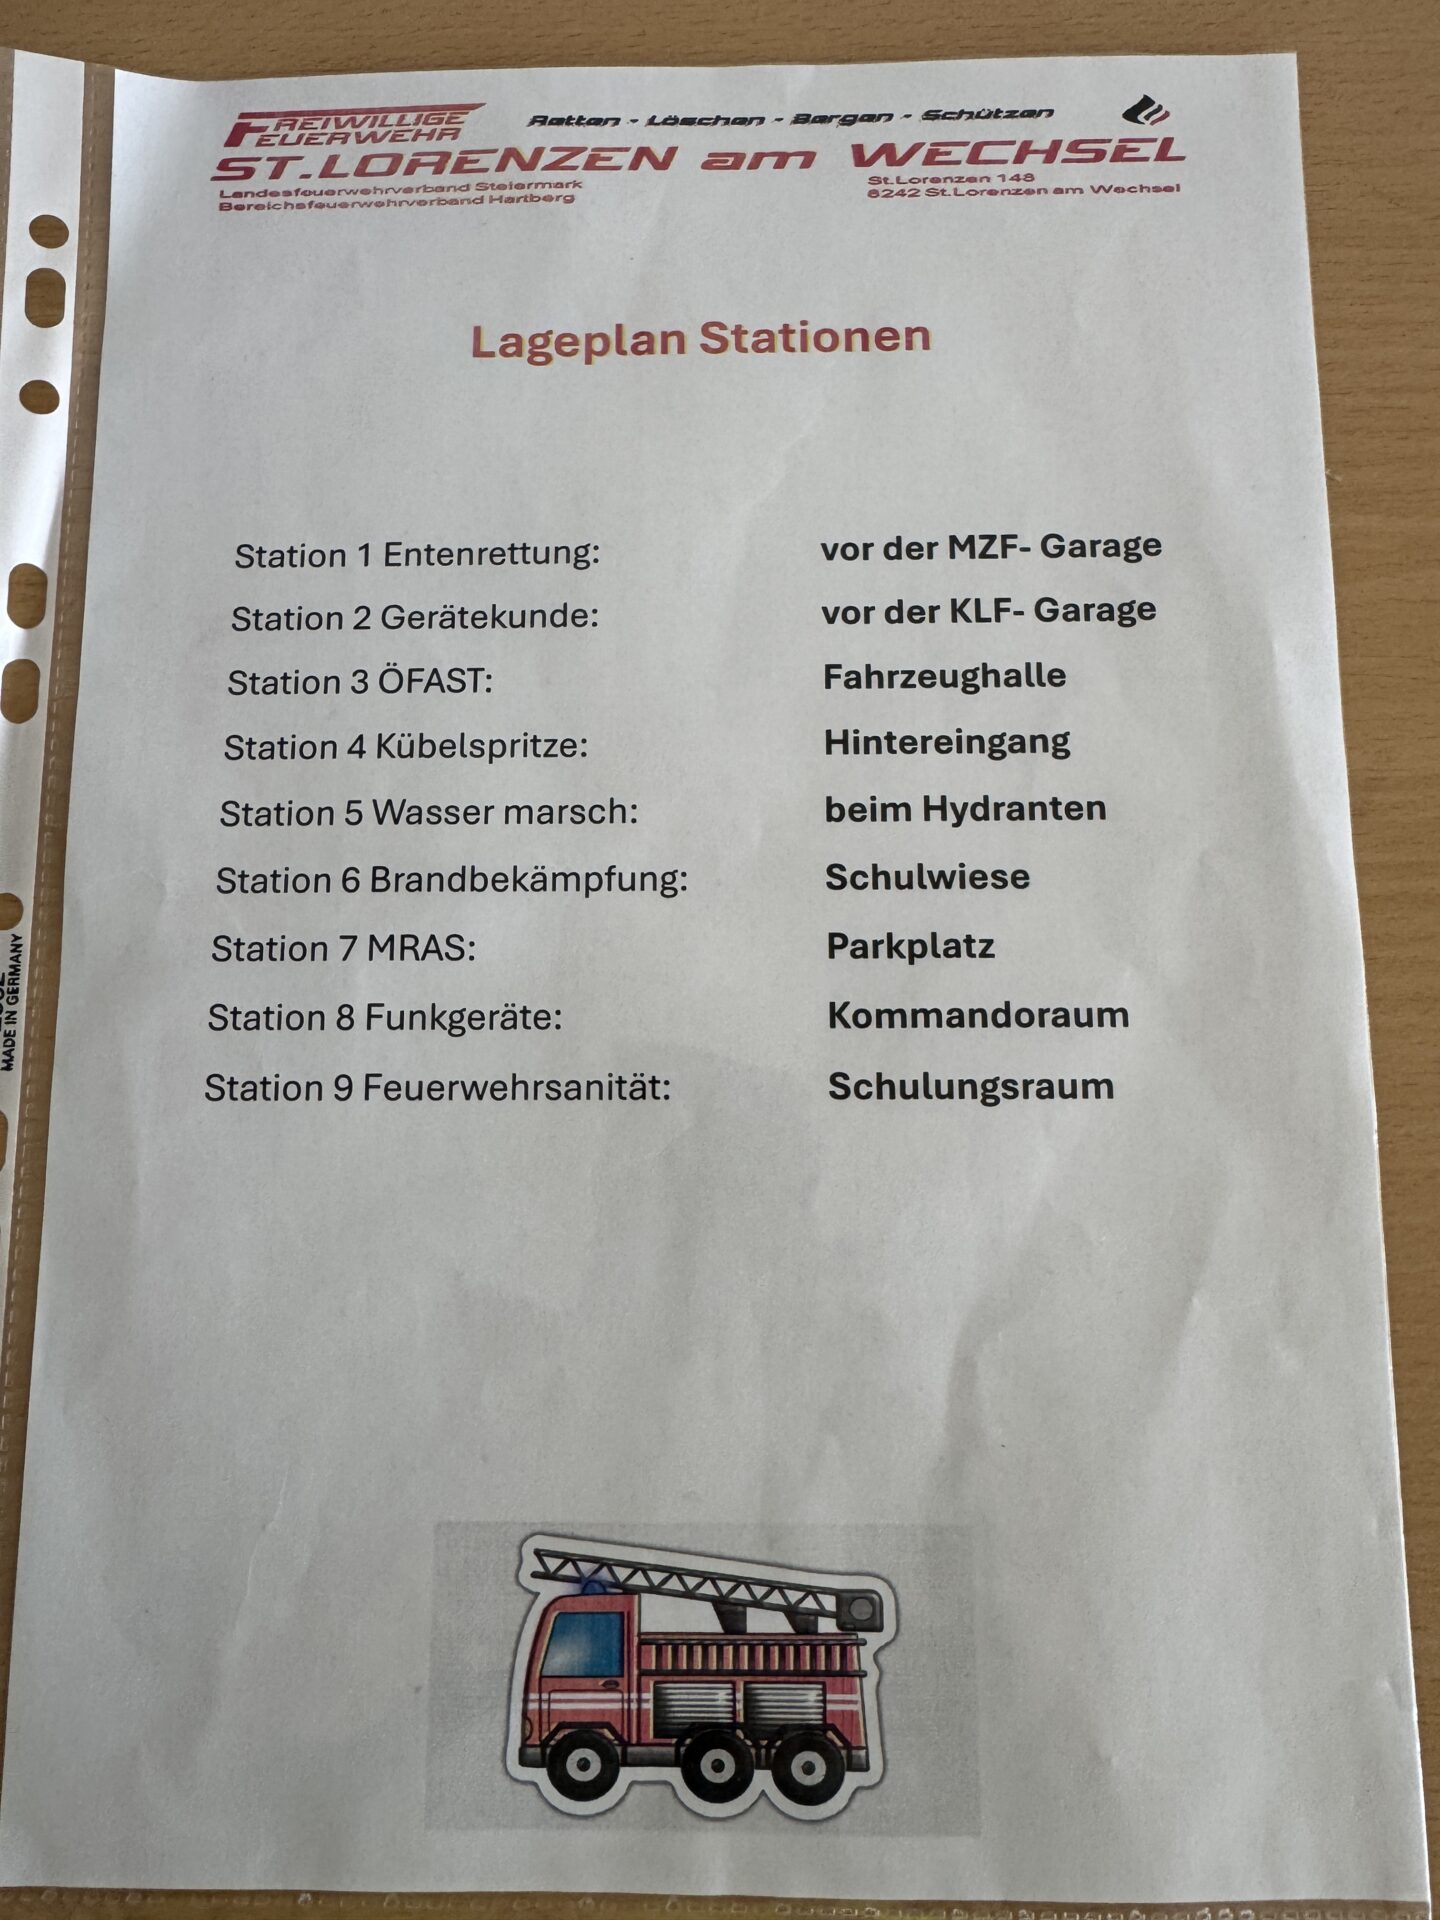 FREIWILLIGE
FEUERWEHR
Retten - Löschen - Bergen - Schützen
ST.LORENZEN am WECHSEL
Landesfeuerwehrverband Steiermark
Bereichsfeuerwehrverband Hartberg
St.Lorenzen 148
8242 St.Lorenzen am Wechsel
Lageplan Stationen
Station 1 Entenrettung: vor der MZF- Garage
Station 2 Gerätekunde: vor der KLF- Garage
Station 3 ÖFAST: Fahrzeughalle
Station 4 Kübelspritze: Hintereingang
Station 5 Wasser marsch: beim Hydranten
Station 6 Brandbekämpfung: Schulwiese
Station 7 MRAS: Parkplatz
Station 8 Funkgeräte: Kommandoraum
Station 9 Feuerwehrsanität: Schulungsraum
MADE IN GERMANY